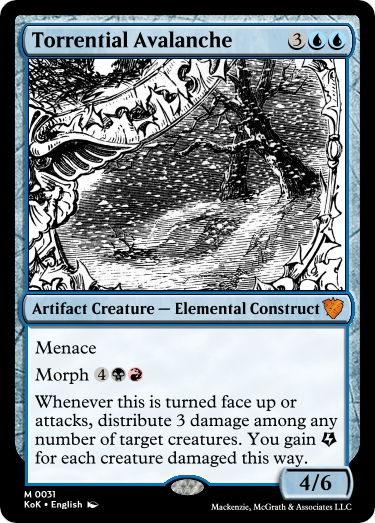 Torrential Avalanche 3
Artifact Creature — Elemental Construct
Menace
Morph 4
Whenever this is turned face up or
attacks, distribute 3 damage among any
number of target creatures. You gain
for each creature damaged this way.
4/6
M 0031
KoK • English
Mackenzie, McGrath & Associates LLC